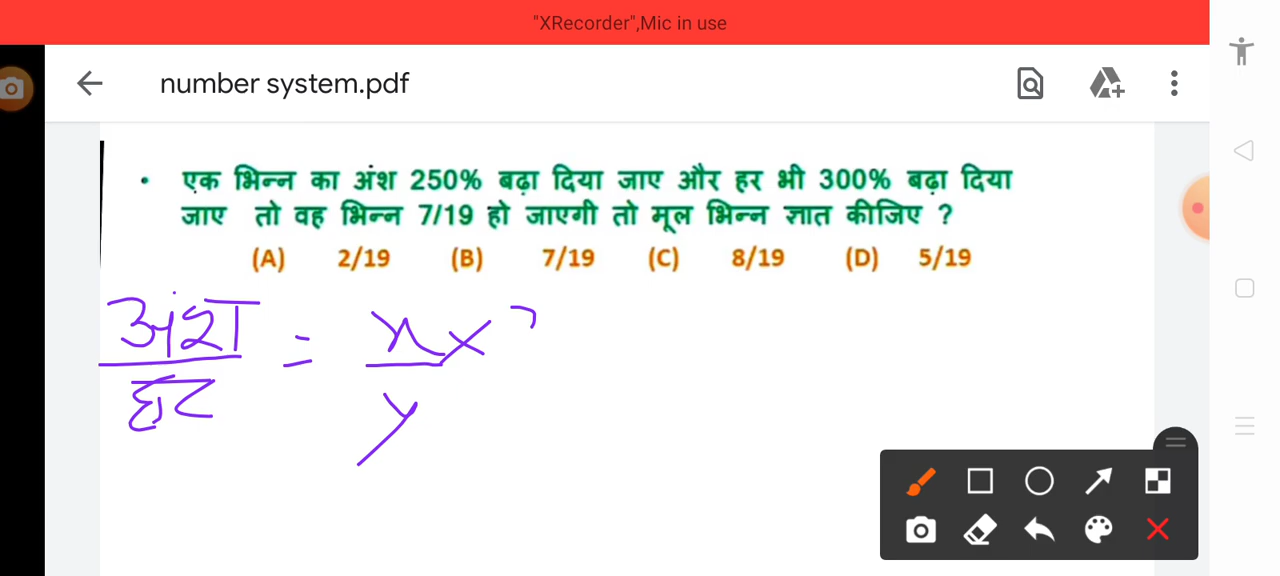 "XRecorder",Mic in use
number system.pdf
• एक भिन्न का अंश 250% बढ़ा दिया जाए और हर भी 300% बढ़ा दिया
जाए तो वह भिन्न 7/19 हो जाएगी तो मूल भिन्न ज्ञात कीजिए ?
(A) 2/19 (B) 7/19 (C) 8/19 (D) 5/19
अंश = x×
हर y